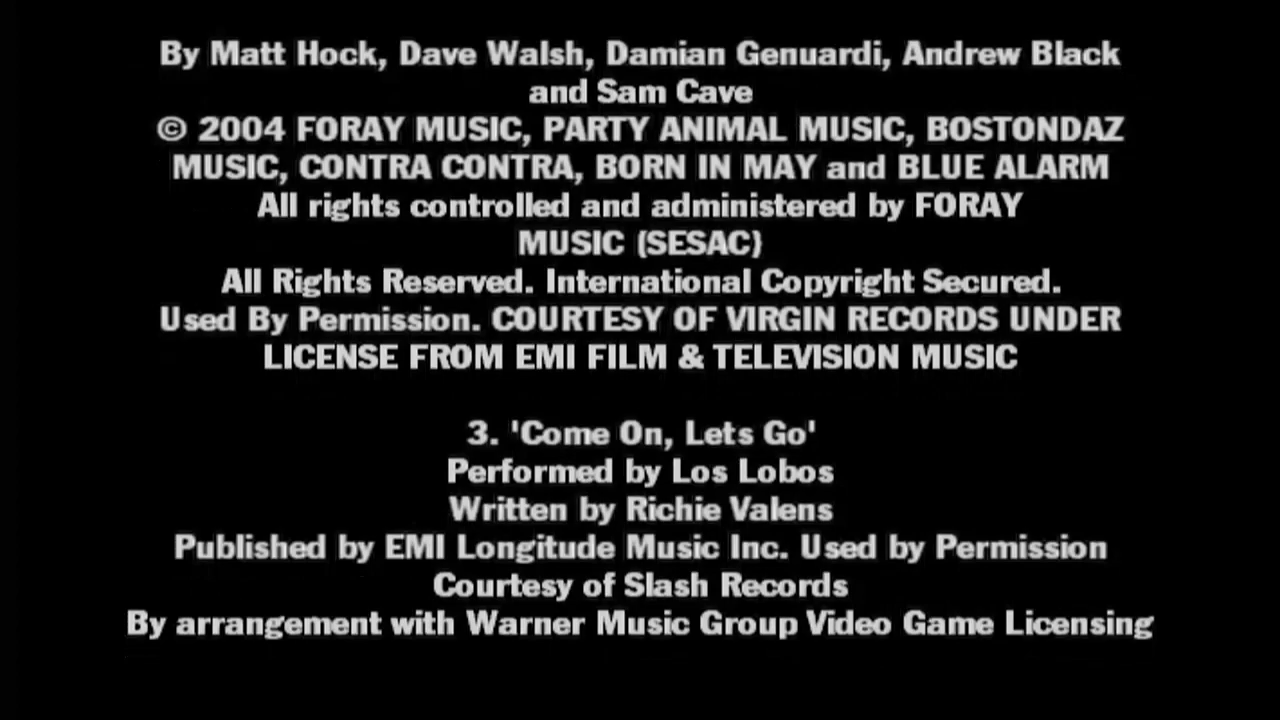 By Matt Hock, Dave Walsh, Damian Genuardi, Andrew Black
and Sam Cave
© 2004 FORAY MUSIC, PARTY ANIMAL MUSIC, BOSTONDAZ
MUSIC, CONTRA CONTRA, BORN IN MAY and BLUE ALARM
All rights controlled and administered by FORAY
MUSIC (SESAC)
All Rights Reserved. International Copyright Secured.
Used By Permission. COURTESY OF VIRGIN RECORDS UNDER
LICENSE FROM EMI FILM & TELEVISION MUSIC
3. 'Come On, Lets Go'
Performed by Los Lobos
Written by Richie Valens
Published by EMI Longitude Music Inc. Used by Permission
Courtesy of Slash Records
By arrangement with Warner Music Group Video Game Licensing